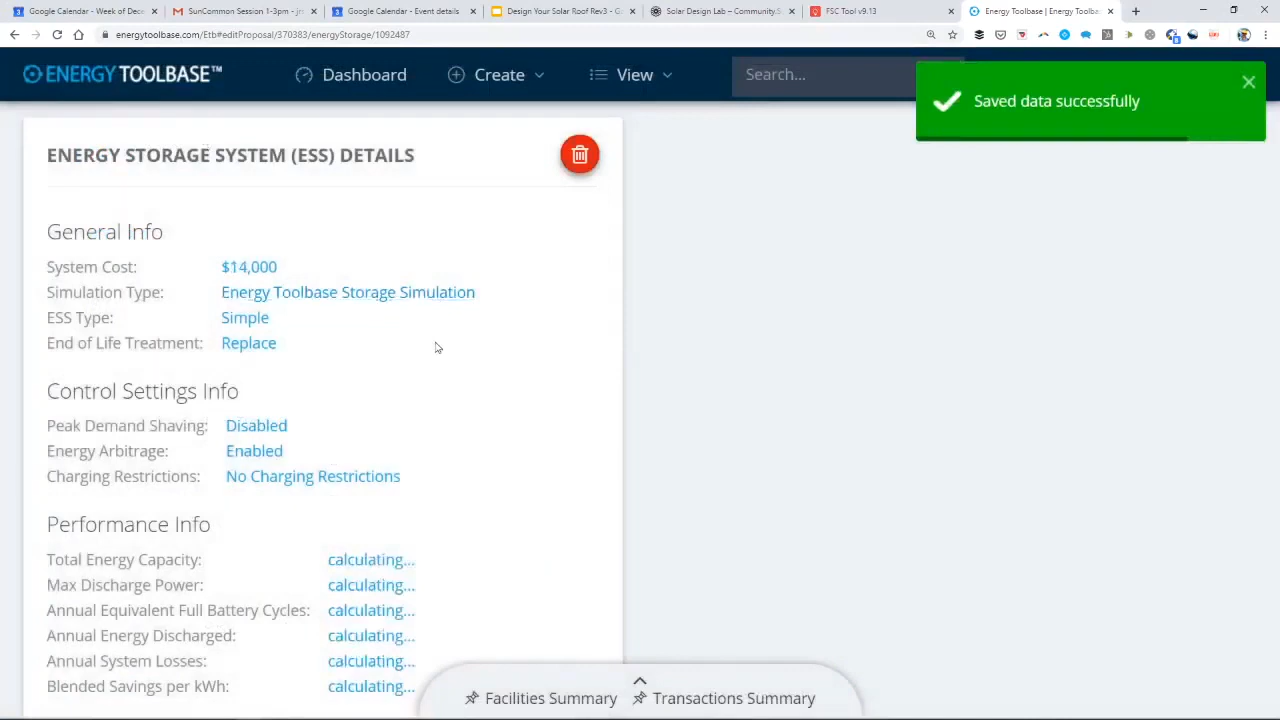 Google Calendar - Week of Dece
SunCommon Session 1-3pm - jn
Google Calendar - Event details
Design Your Solar Roof Rev3 - G
Solar Design Lab – Community.S
FSC Tool v9.13
Energy Toolbase | Energy Toolba
energytoolbase.com/Etb#editProposal/370383/energyStorage/1092487
ENERGY TOOLBASE™
Dashboard
Create
View
Search...
Saved data successfully
ENERGY STORAGE SYSTEM (ESS) DETAILS
General Info
System Cost: $14,000
Simulation Type: Energy Toolbase Storage Simulation
ESS Type: Simple
End of Life Treatment: Replace
Control Settings Info
Peak Demand Shaving: Disabled
Energy Arbitrage: Enabled
Charging Restrictions: No Charging Restrictions
Performance Info
Total Energy Capacity: calculating...
Max Discharge Power: calculating...
Annual Equivalent Full Battery Cycles: calculating...
Annual Energy Discharged: calculating...
Annual System Losses: calculating...
Blended Savings per kWh: calculating...
Facilities Summary
Transactions Summary